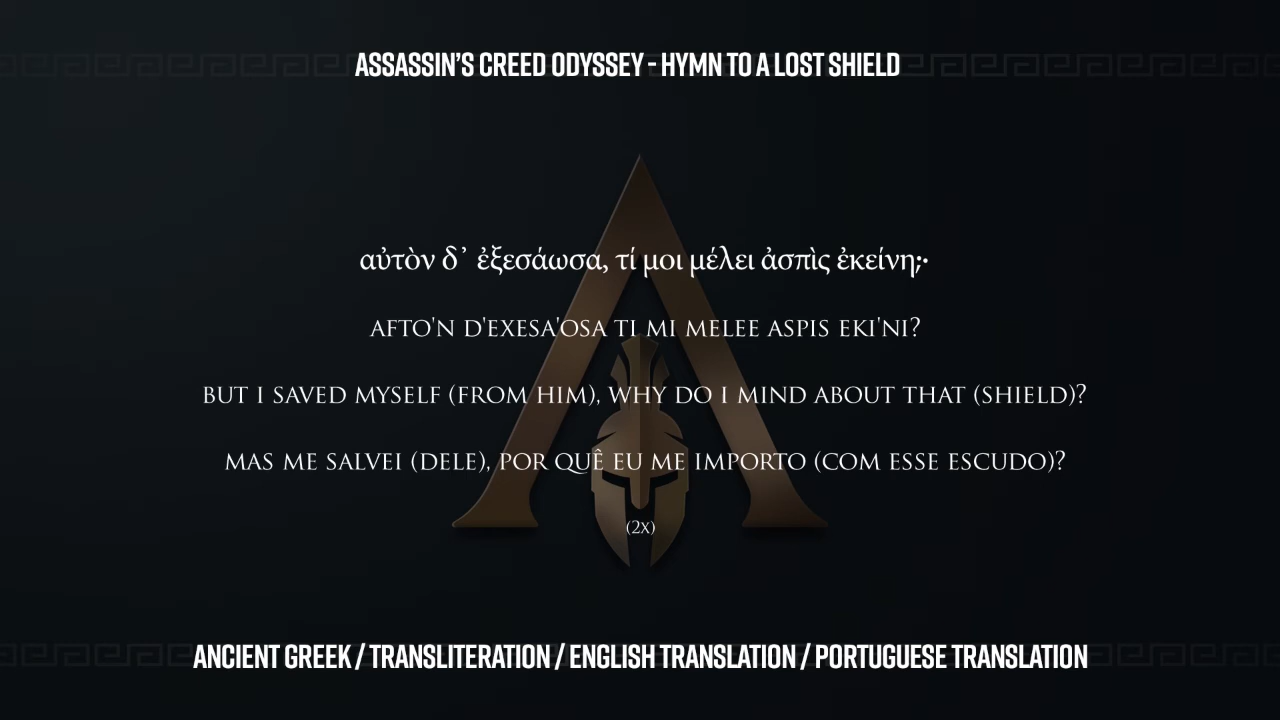 ASSASSIN'S CREED ODYSSEY - HYMN TO A LOST SHIELD
αὐτὸν δ᾽ ἐξεσάωσα, τί μοι μέλει ἀσπὶς ἐκείνη;·
AFTO'N D'EXESA'OSA TI MI MELEE ASPIS EKI'NI?
BUT I SAVED MYSELF (FROM HIM), WHY DO I MIND ABOUT THAT (SHIELD)?
MAS ME SALVEI (DELE), POR QUÊ EU ME IMPORTO (COM ESSE ESCUDO)?
(2X)
ANCIENT GREEK / TRANSLITERATION / ENGLISH TRANSLATION / PORTUGUESE TRANSLATION